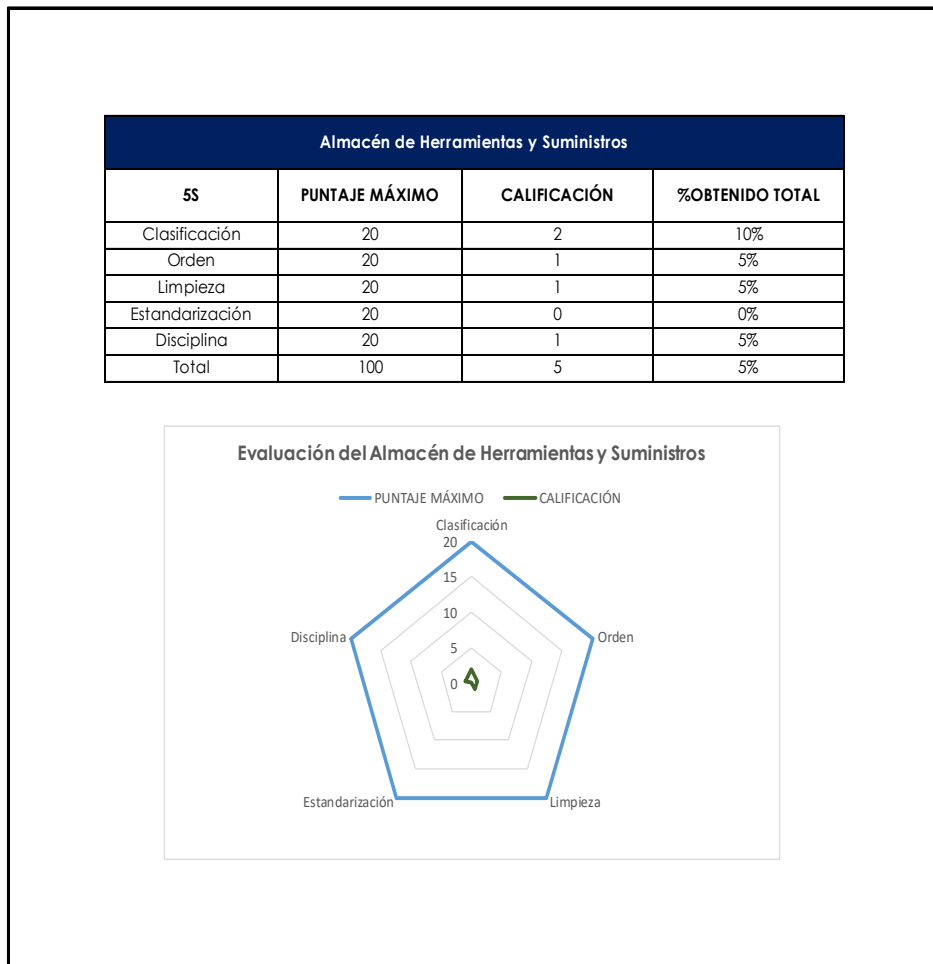 Almacén de Herramientas y Suministros
5S PUNTAJE MÁXIMO CALIFICACIÓN %OBTENIDO TOTAL
Clasificación 20 2 10%
Orden 20 1 5%
Limpieza 20 1 5%
Estandarización 20 0 0%
Disciplina 20 1 5%
Total 100 5 5%
Evaluación del Almacén de Herramientas y Suministros
PUNTAJE MÁXIMO CALIFICACIÓN
Clasificación
20
15
10
Disciplina Orden
5
0
Estandarización Limpieza